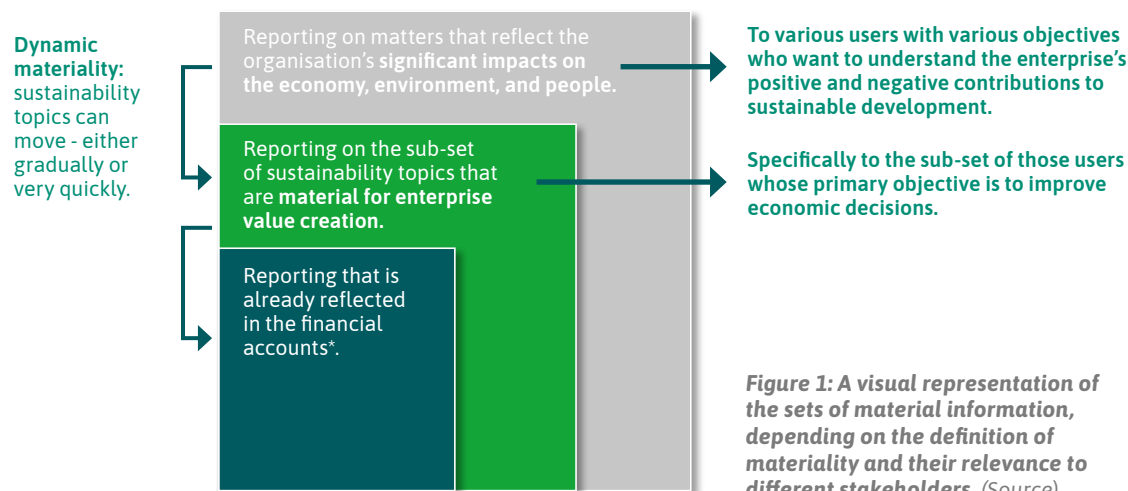 Dynamic
materiality:
sustainability
topics can
move - either
gradually or
very quickly.
Reporting on matters that reflect the
organisation's significant impacts on
the economy, environment, and people.
To various users with various objectives
who want to understand the enterprise's
positive and negative contributions to
sustainable development.
Reporting on the sub-set
of sustainability topics that
are material for enterprise
value creation.
Specifically to the sub-set of those users
whose primary objective is to improve
economic decisions.
Reporting that is
already reflected
in the financial
accounts*.
Figure 1: A visual representation of
the sets of material information,
depending on the definition of
materiality and their relevance to
different stakeholders. (Source)